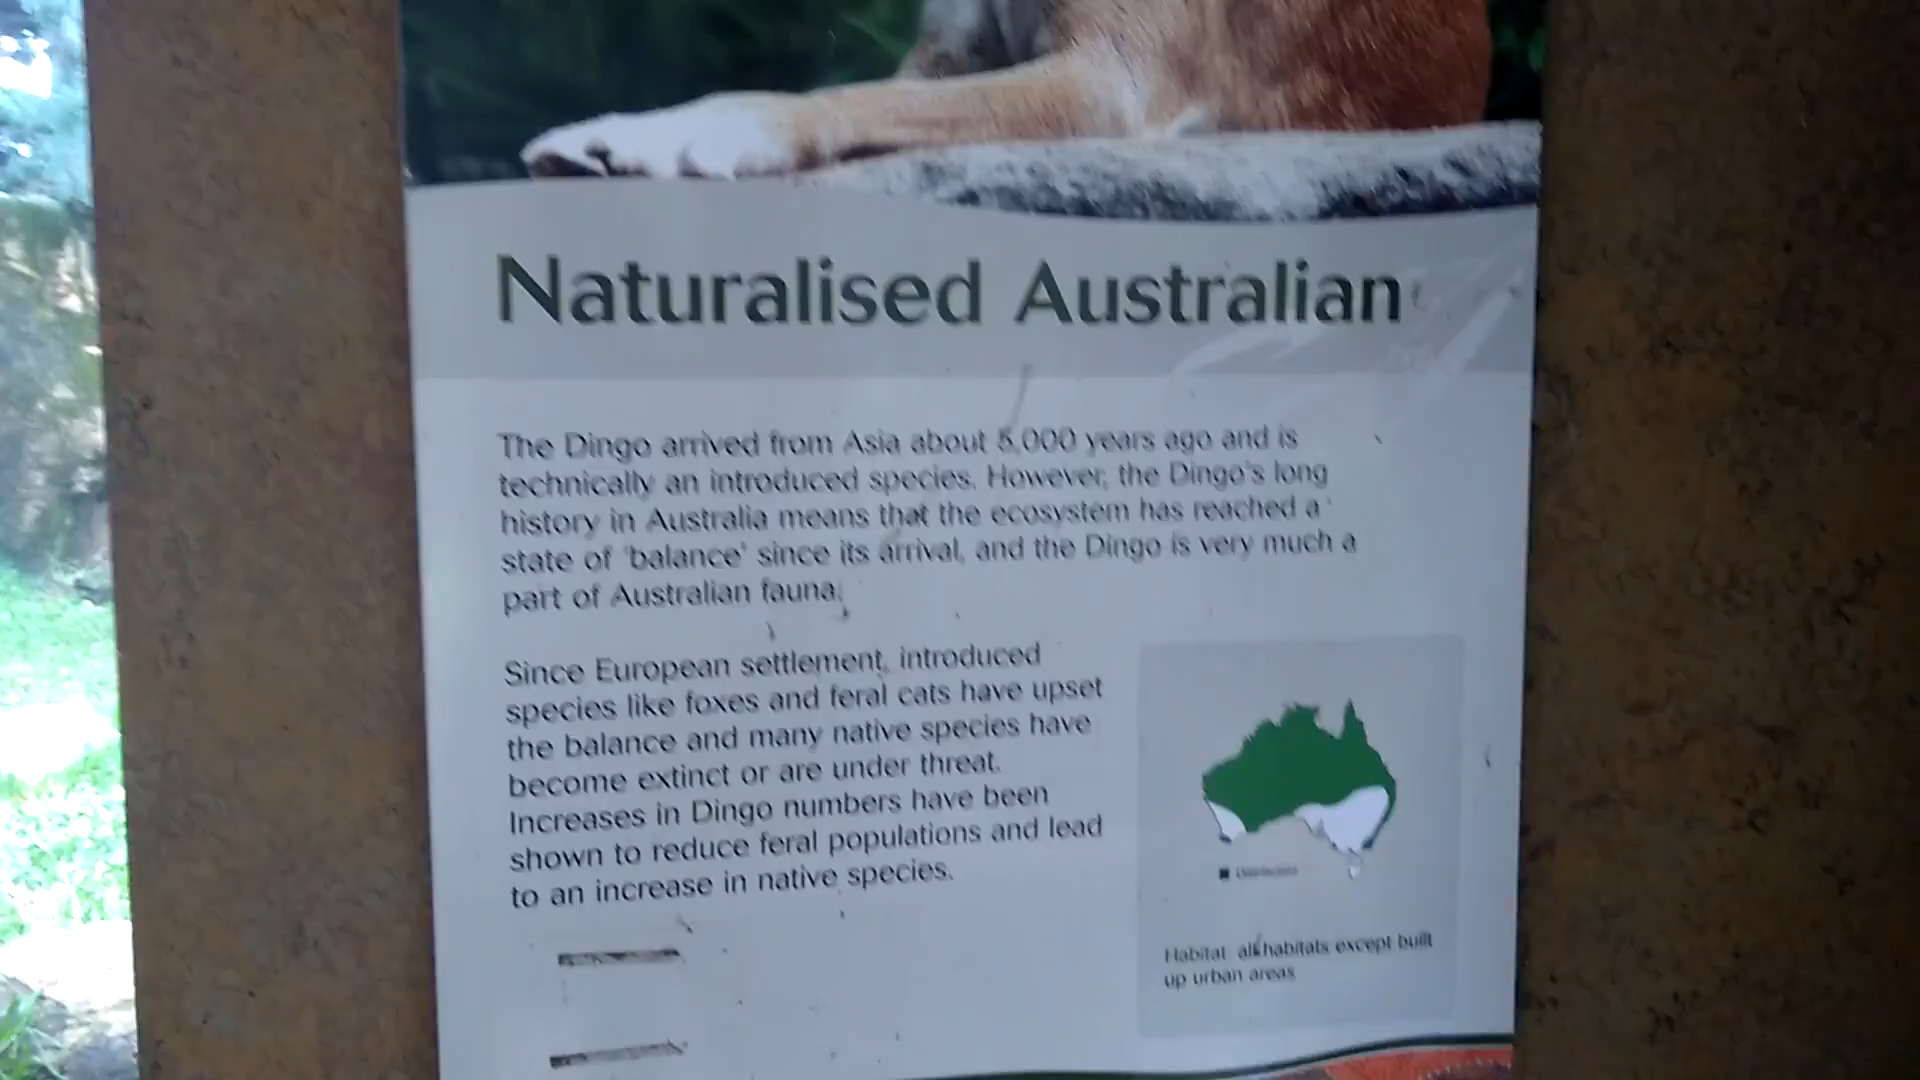 Naturalised Australian
The Dingo arrived from Asia about 5,000 years ago and is
technically an introduced species. However, the Dingo's long
history in Australia means that the ecosystem has reached a
state of 'balance' since its arrival, and the Dingo is very much a
part of Australian fauna.
Since European settlement, introduced
species like foxes and feral cats have upset
the balance and many native species have
become extinct or are under threat.
Increases in Dingo numbers have been
shown to reduce feral populations and lead
to an increase in native species.
Habitat all habitats except built
up urban areas